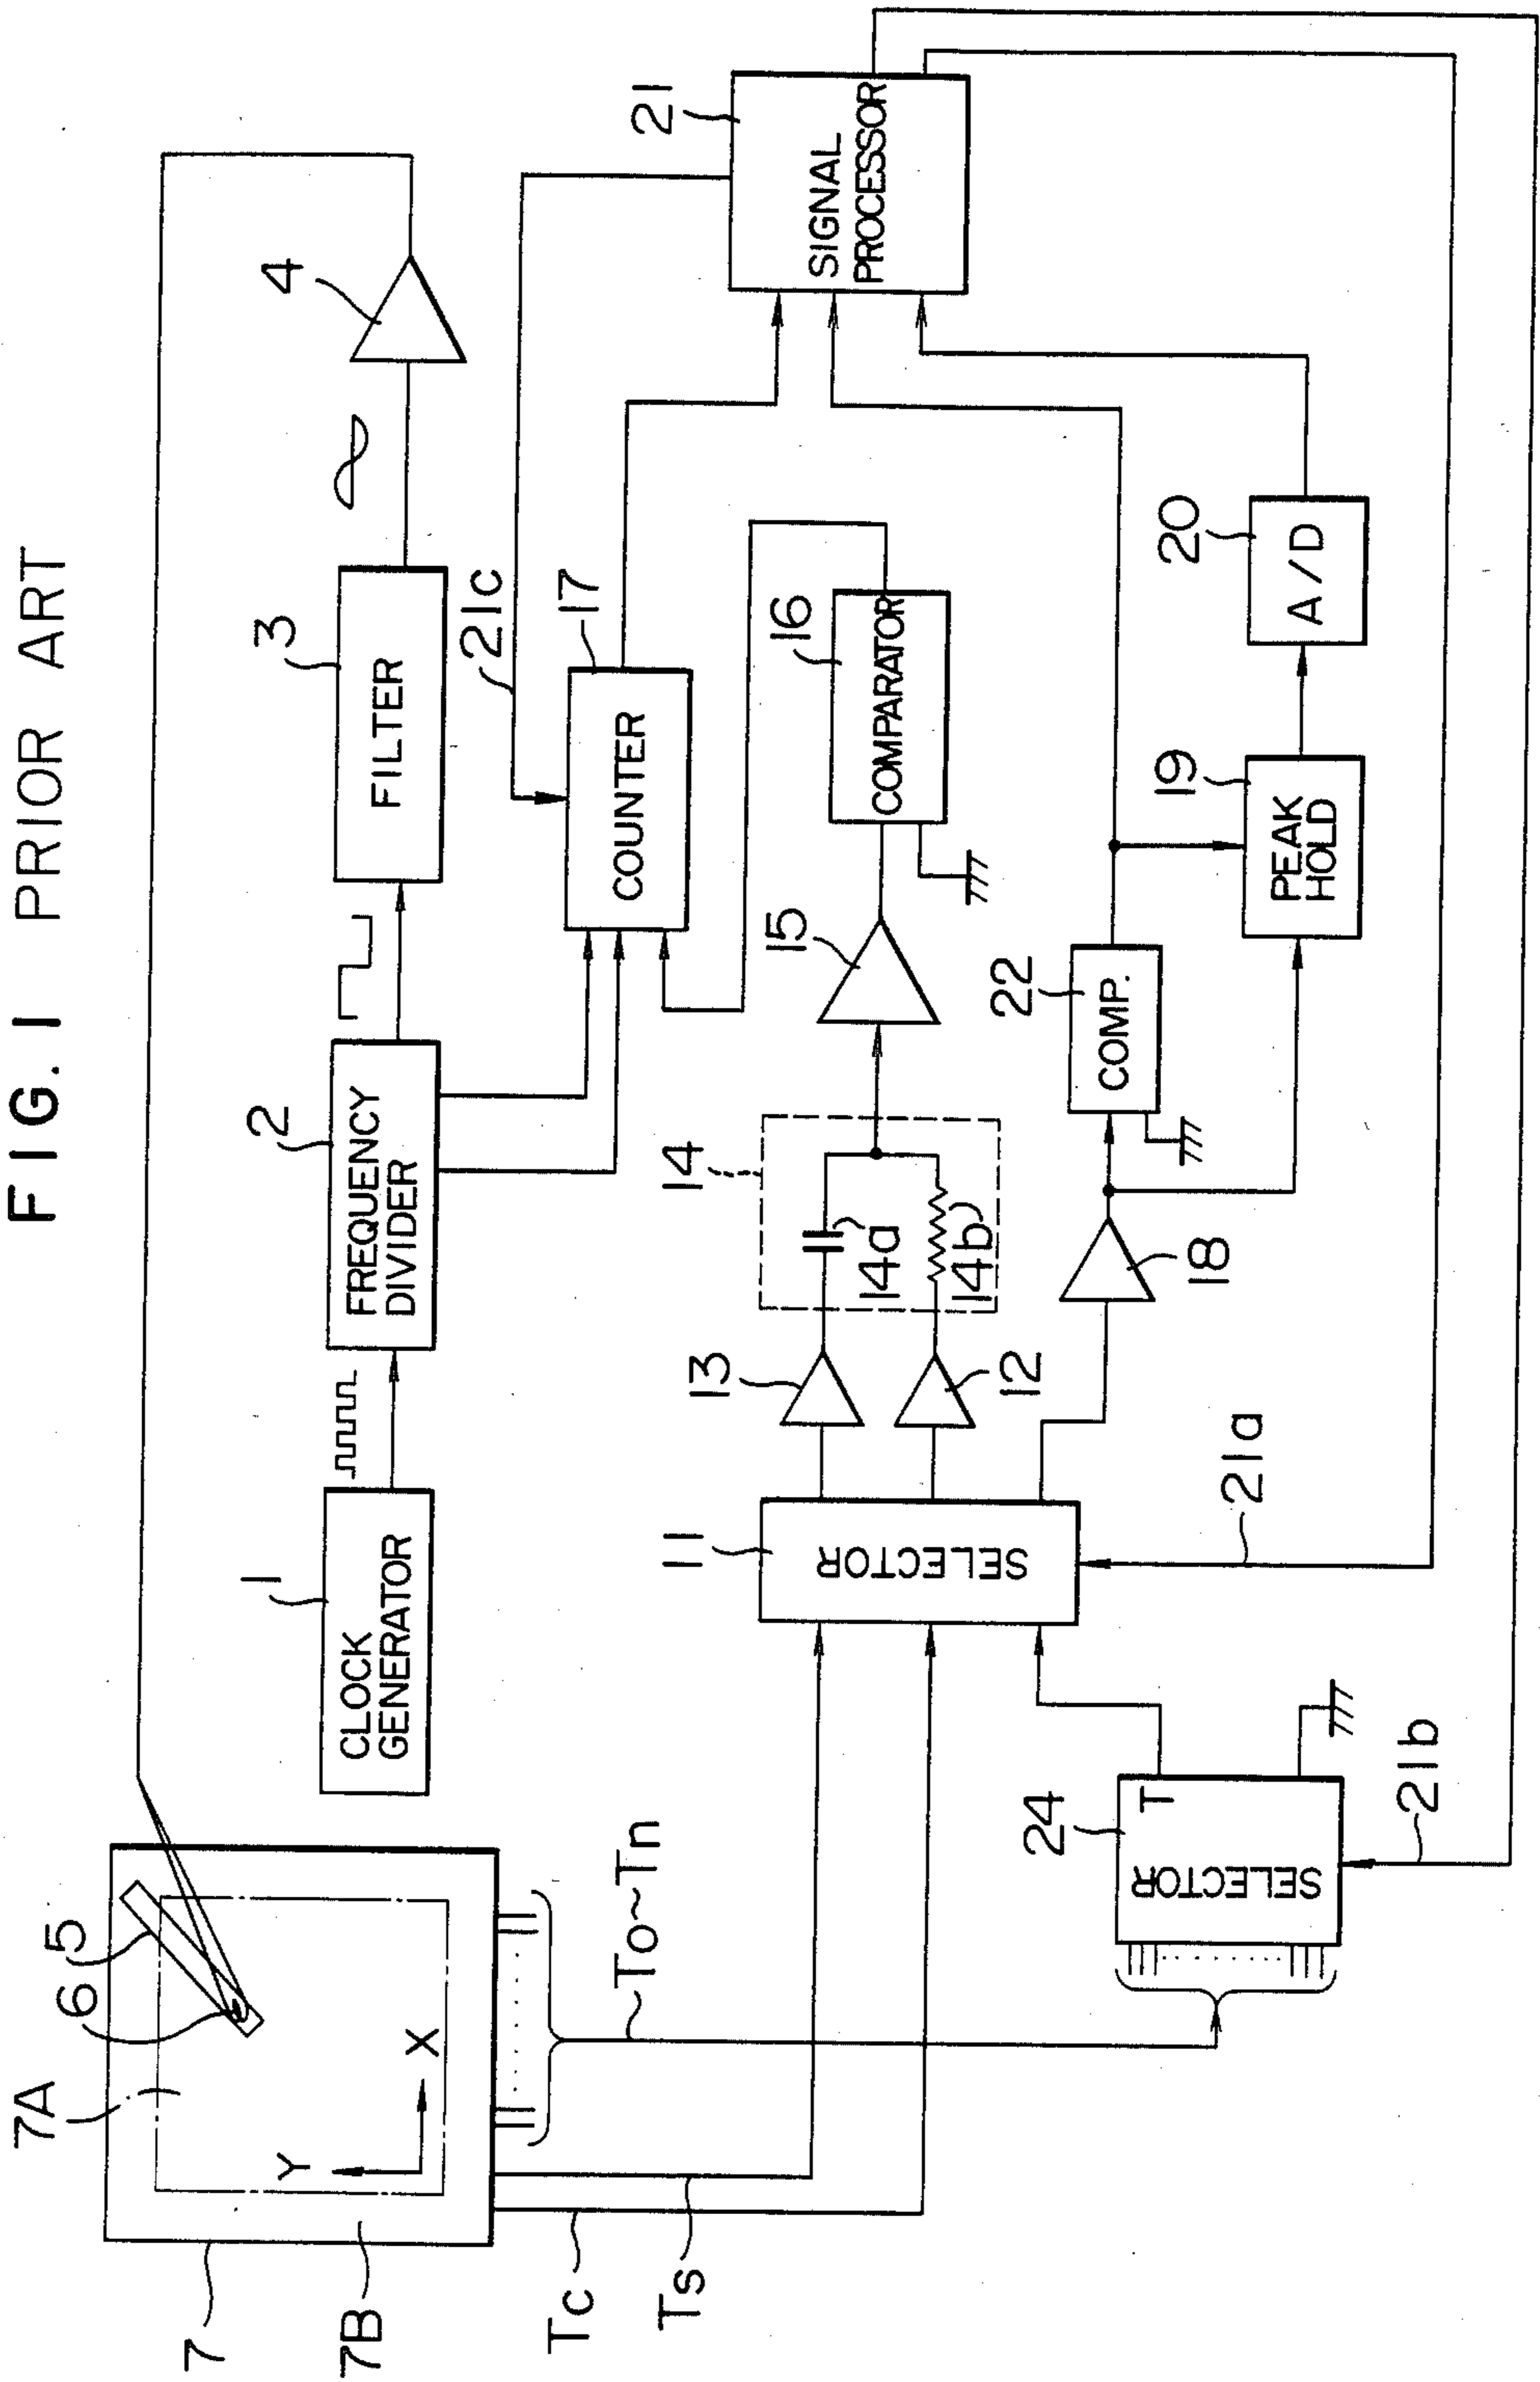 FIG. 1 PRIOR ART
7A
6
5
7
7B
Y
X
Tc
Ts
To~Tn
1
CLOCK
GENERATOR
2
FREQUENCY
DIVIDER
3
FILTER
4
21c
17
COUNTER
21
SIGNAL
PROCESSOR
11
SELECTOR
13
12
14
14a
14b
15
16
COMPARATOR
18
22
COMP.
19
PEAK
HOLD
20
A/D
21a
24
T
SELECTOR
21b